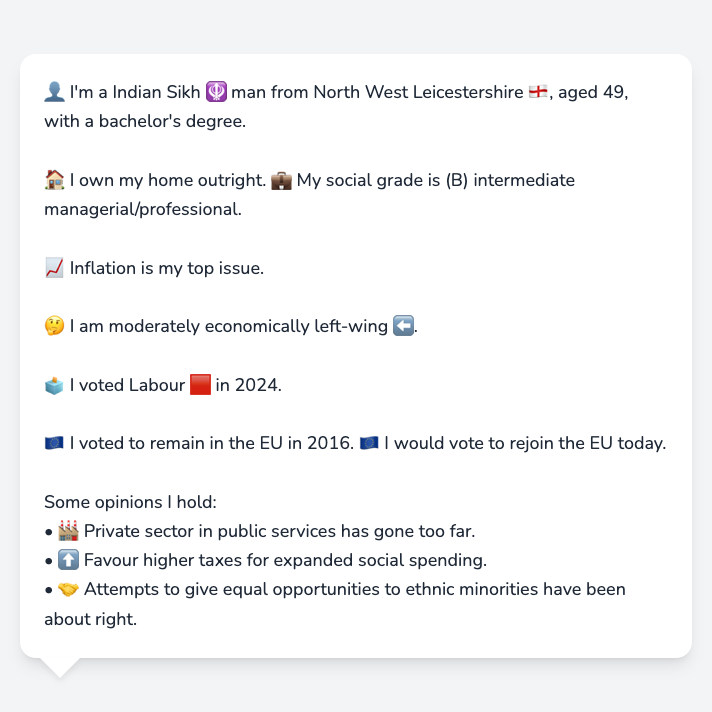 👤 I'm a Indian Sikh 🪯 man from North West Leicestershire 🏴󠁧󠁢󠁥󠁮󠁧󠁿, aged 49,
with a bachelor's degree.
🏠 I own my home outright. 💼 My social grade is (B) intermediate
managerial/professional.
📈 Inflation is my top issue.
🤔 I am moderately economically left-wing ⬅️.
🗳️ I voted Labour 🟥 in 2024.
🇪🇺 I voted to remain in the EU in 2016. 🇪🇺 I would vote to rejoin the EU today.
Some opinions I hold:
• 🏭 Private sector in public services has gone too far.
• ⬆️ Favour higher taxes for expanded social spending.
• 🤝 Attempts to give equal opportunities to ethnic minorities have been
about right.